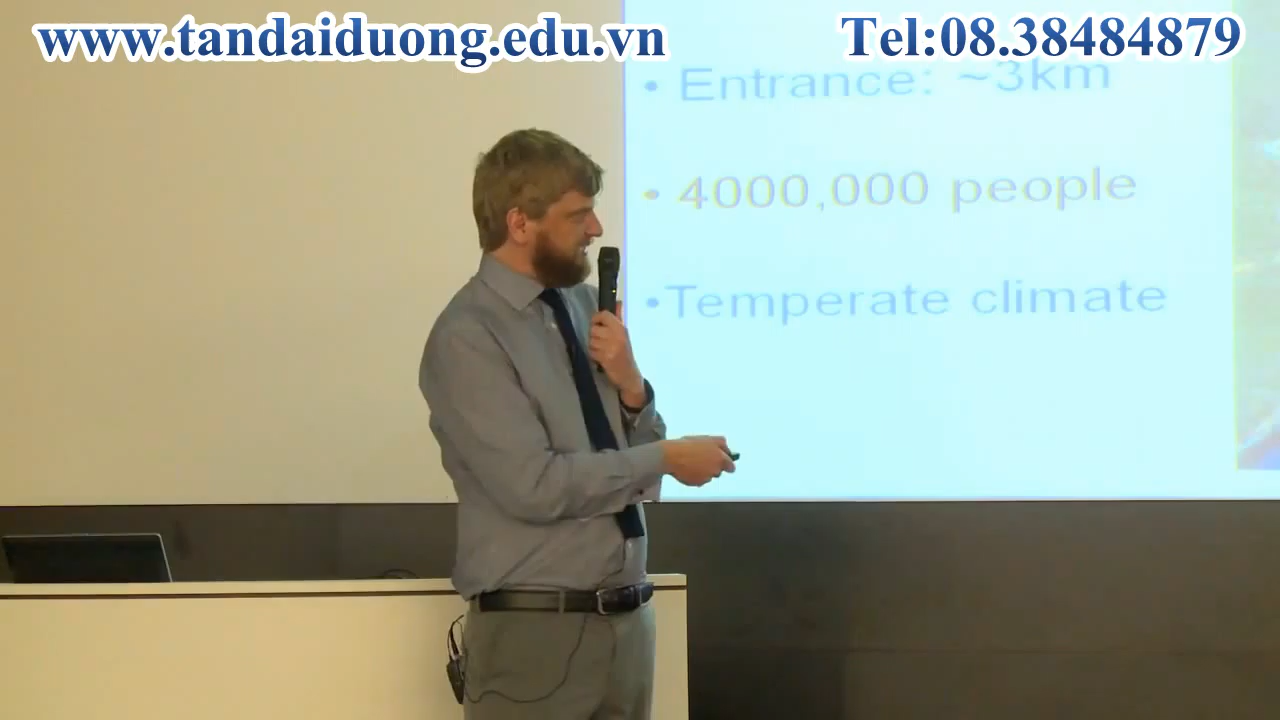 www.tandaiduong.edu.vn Tel:08.38484879
• Entrance: ~3km
• 4000,000 people
•Temperate climate